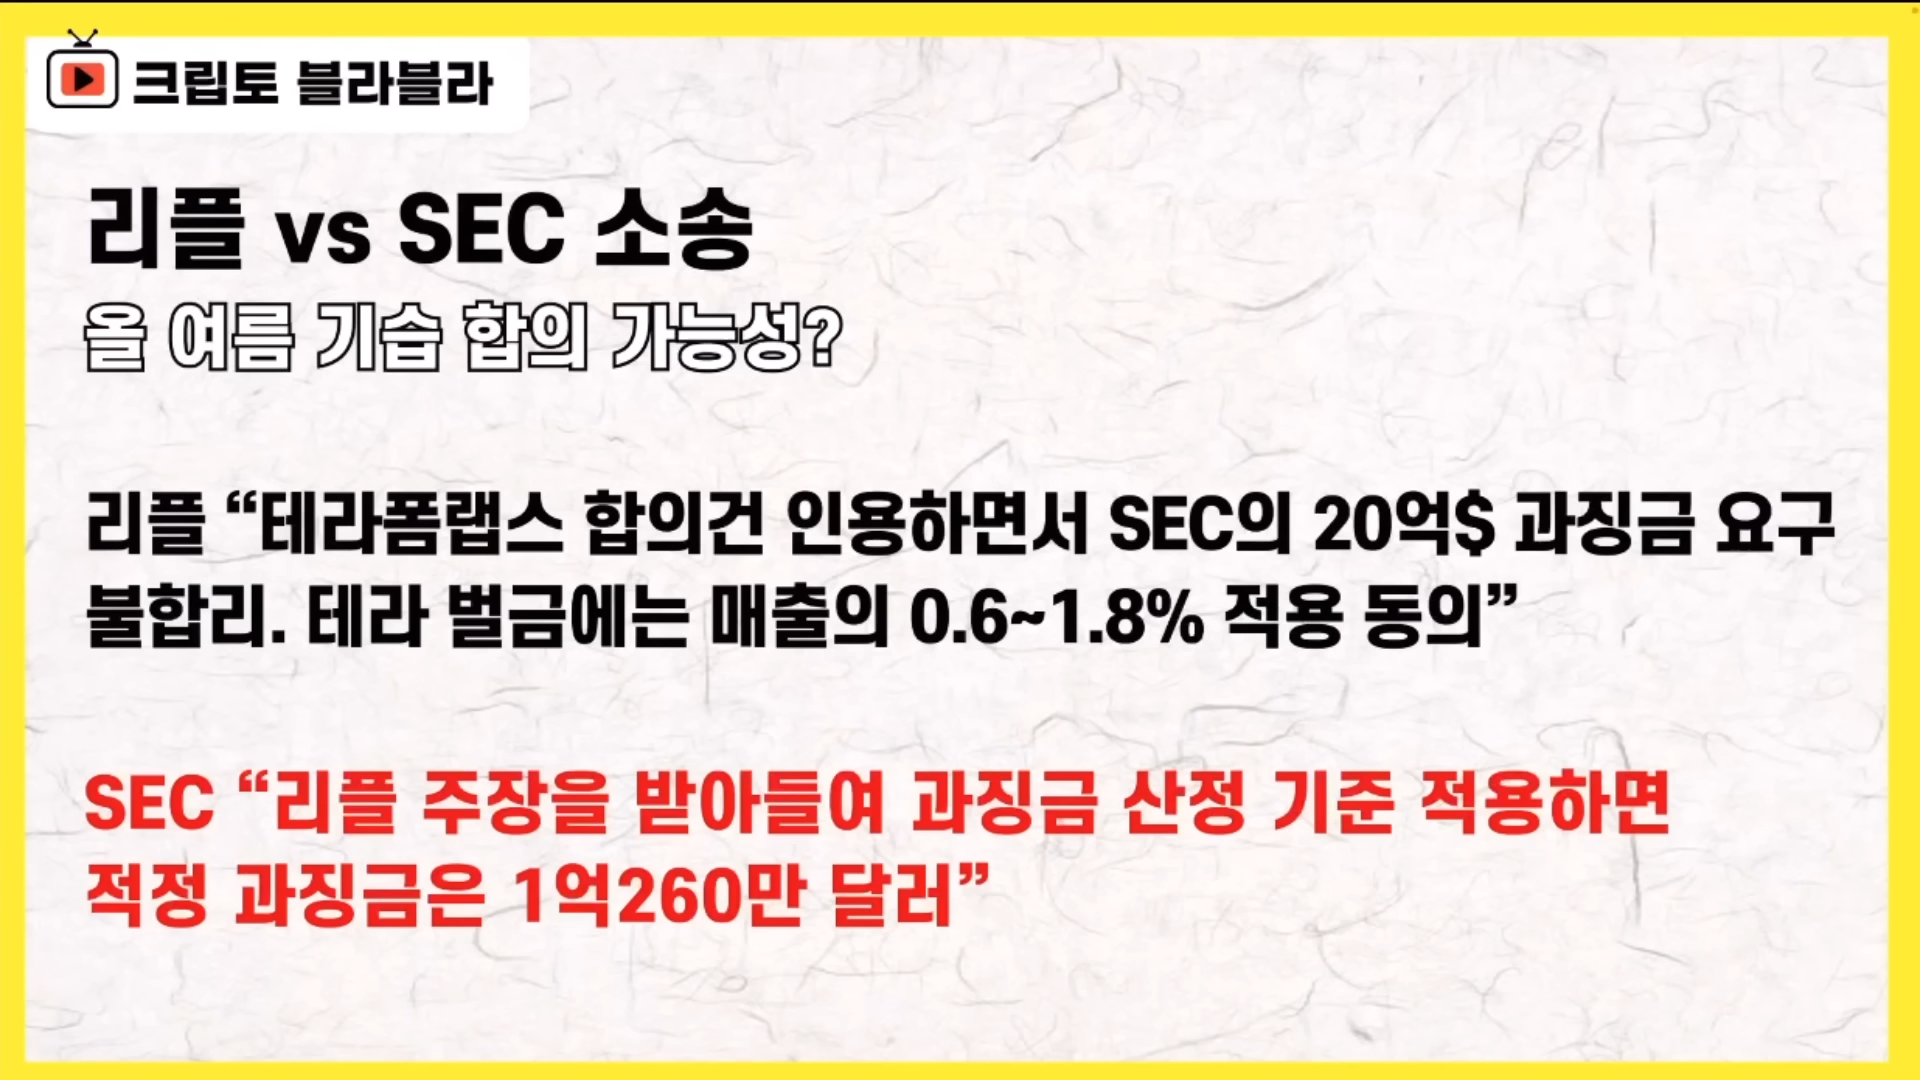 크립토 블라블라
리플 vs SEC 소송
올 여름 기습 합의 가능성?
리플 “테라폼랩스 합의건 인용하면서 SEC의 20억$ 과징금 요구
불합리. 테라 벌금에는 매출의 0.6~1.8% 적용 동의”
SEC “리플 주장을 받아들여 과징금 산정 기준 적용하면
적정 과징금은 1억260만 달러”